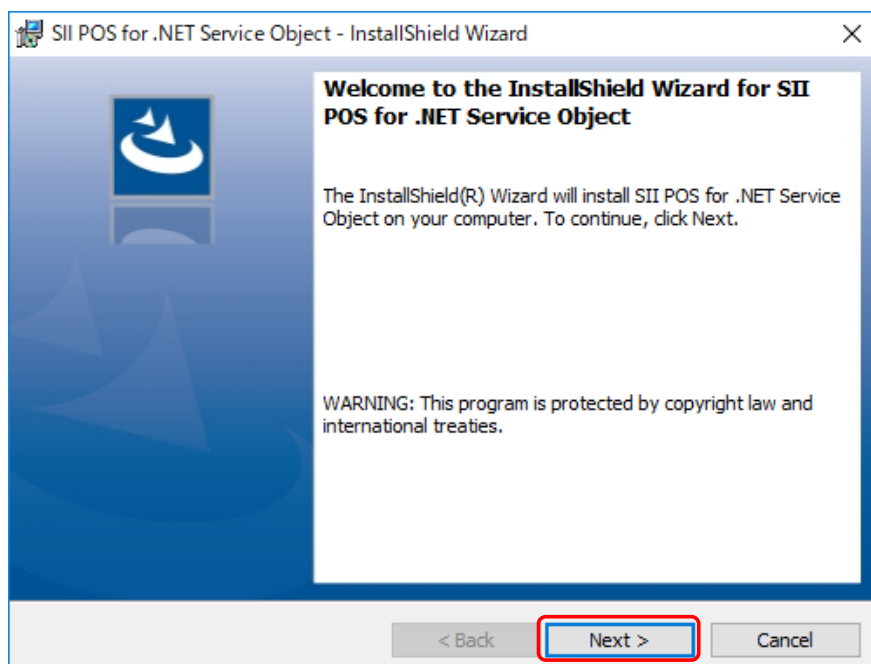 SII POS for .NET Service Object - InstallShield Wizard
Welcome to the InstallShield Wizard for SII
POS for .NET Service Object
The InstallShield(R) Wizard will install SII POS for .NET Service
Object on your computer. To continue, click Next.
WARNING: This program is protected by copyright law and
international treaties.
< Back Next > Cancel